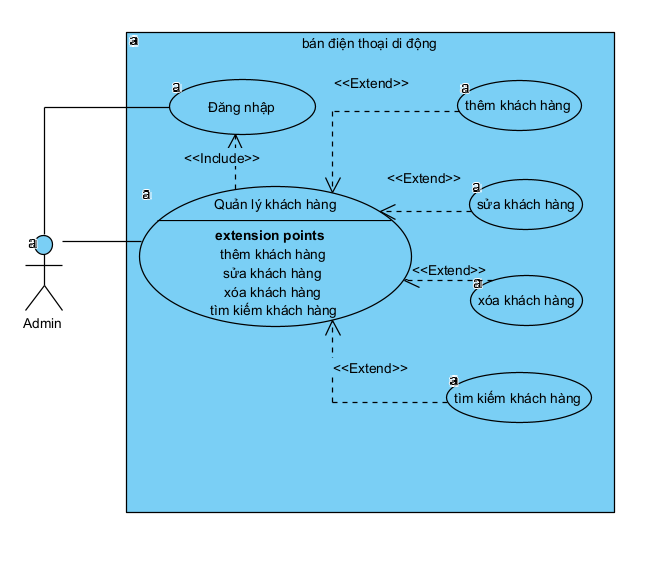 a
bán điện thoại di động
a
Đăng nhập
<<Extend>>
a
thêm khách hàng
<<Include>>
<<Extend>>
a
sửa khách hàng
a
Quản lý khách hàng
extension points
thêm khách hàng
sửa khách hàng
xóa khách hàng
tìm kiếm khách hàng
a
Admin
<<Extend>>
a
xóa khách hàng
<<Extend>>
a
tìm kiếm khách hàng